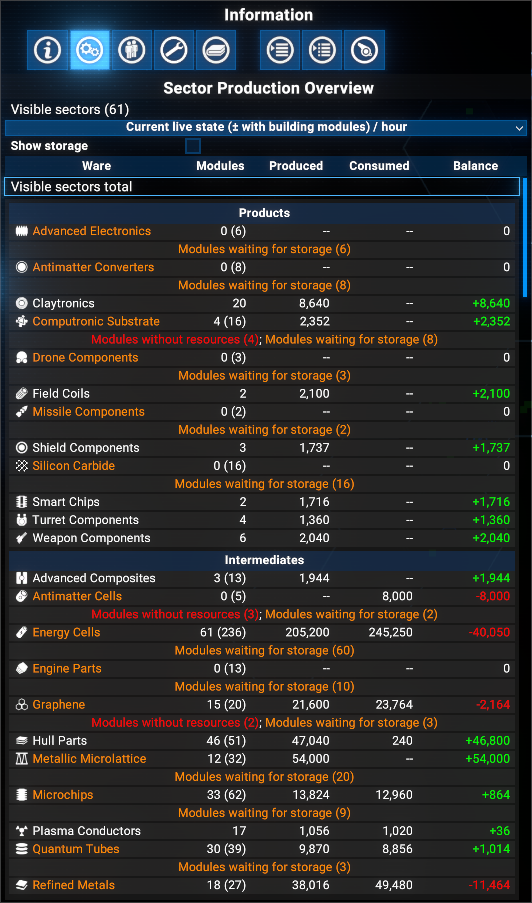 Information
Sector Production Overview
Visible sectors (61)
Current live state (± with building modules) / hour
Show storage
Ware Modules Produced Consumed Balance
Visible sectors total
Products
Advanced Electronics 0 (6) -- -- 0
Modules waiting for storage (6)
Antimatter Converters 0 (8) -- -- 0
Modules waiting for storage (8)
Claytronics 20 8,640 -- +8,640
Computronic Substrate 4 (16) 2,352 -- +2,352
Modules without resources (4); Modules waiting for storage (8)
Drone Components 0 (3) -- -- 0
Modules waiting for storage (3)
Field Coils 2 2,100 -- +2,100
Missile Components 0 (2) -- -- 0
Modules waiting for storage (2)
Shield Components 3 1,737 -- +1,737
Silicon Carbide 0 (16) -- -- 0
Modules waiting for storage (16)
Smart Chips 2 1,716 -- +1,716
Turret Components 4 1,360 -- +1,360
Weapon Components 6 2,040 -- +2,040
Intermediates
Advanced Composites 3 (13) 1,944 -- +1,944
Antimatter Cells 0 (5) -- 8,000 -8,000
Modules without resources (3); Modules waiting for storage (2)
Energy Cells 61 (236) 205,200 245,250 -40,050
Modules waiting for storage (60)
Engine Parts 0 (13) -- -- 0
Modules waiting for storage (10)
Graphene 15 (20) 21,600 23,764 -2,164
Modules without resources (2); Modules waiting for storage (3)
Hull Parts 46 (51) 47,040 240 +46,800
Metallic Microlattice 12 (32) 54,000 -- +54,000
Modules waiting for storage (20)
Microchips 33 (62) 13,824 12,960 +864
Modules waiting for storage (9)
Plasma Conductors 17 1,056 1,020 +36
Quantum Tubes 30 (39) 9,870 8,856 +1,014
Modules waiting for storage (3)
Refined Metals 18 (27) 38,016 49,480 -11,464